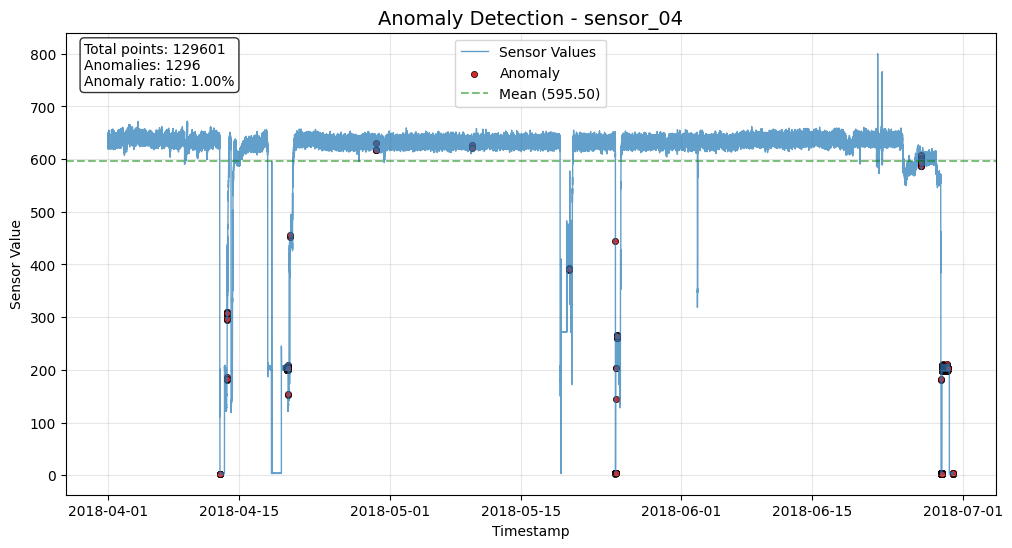 Anomaly Detection - sensor_04
Total points: 129601
Anomalies: 1296
Anomaly ratio: 1.00%
Sensor Values
Anomaly
Mean (595.50)
Sensor Value
800
700
600
500
400
300
200
100
0
2018-04-01 2018-04-15 2018-05-01 2018-05-15 2018-06-01 2018-06-15 2018-07-01
Timestamp